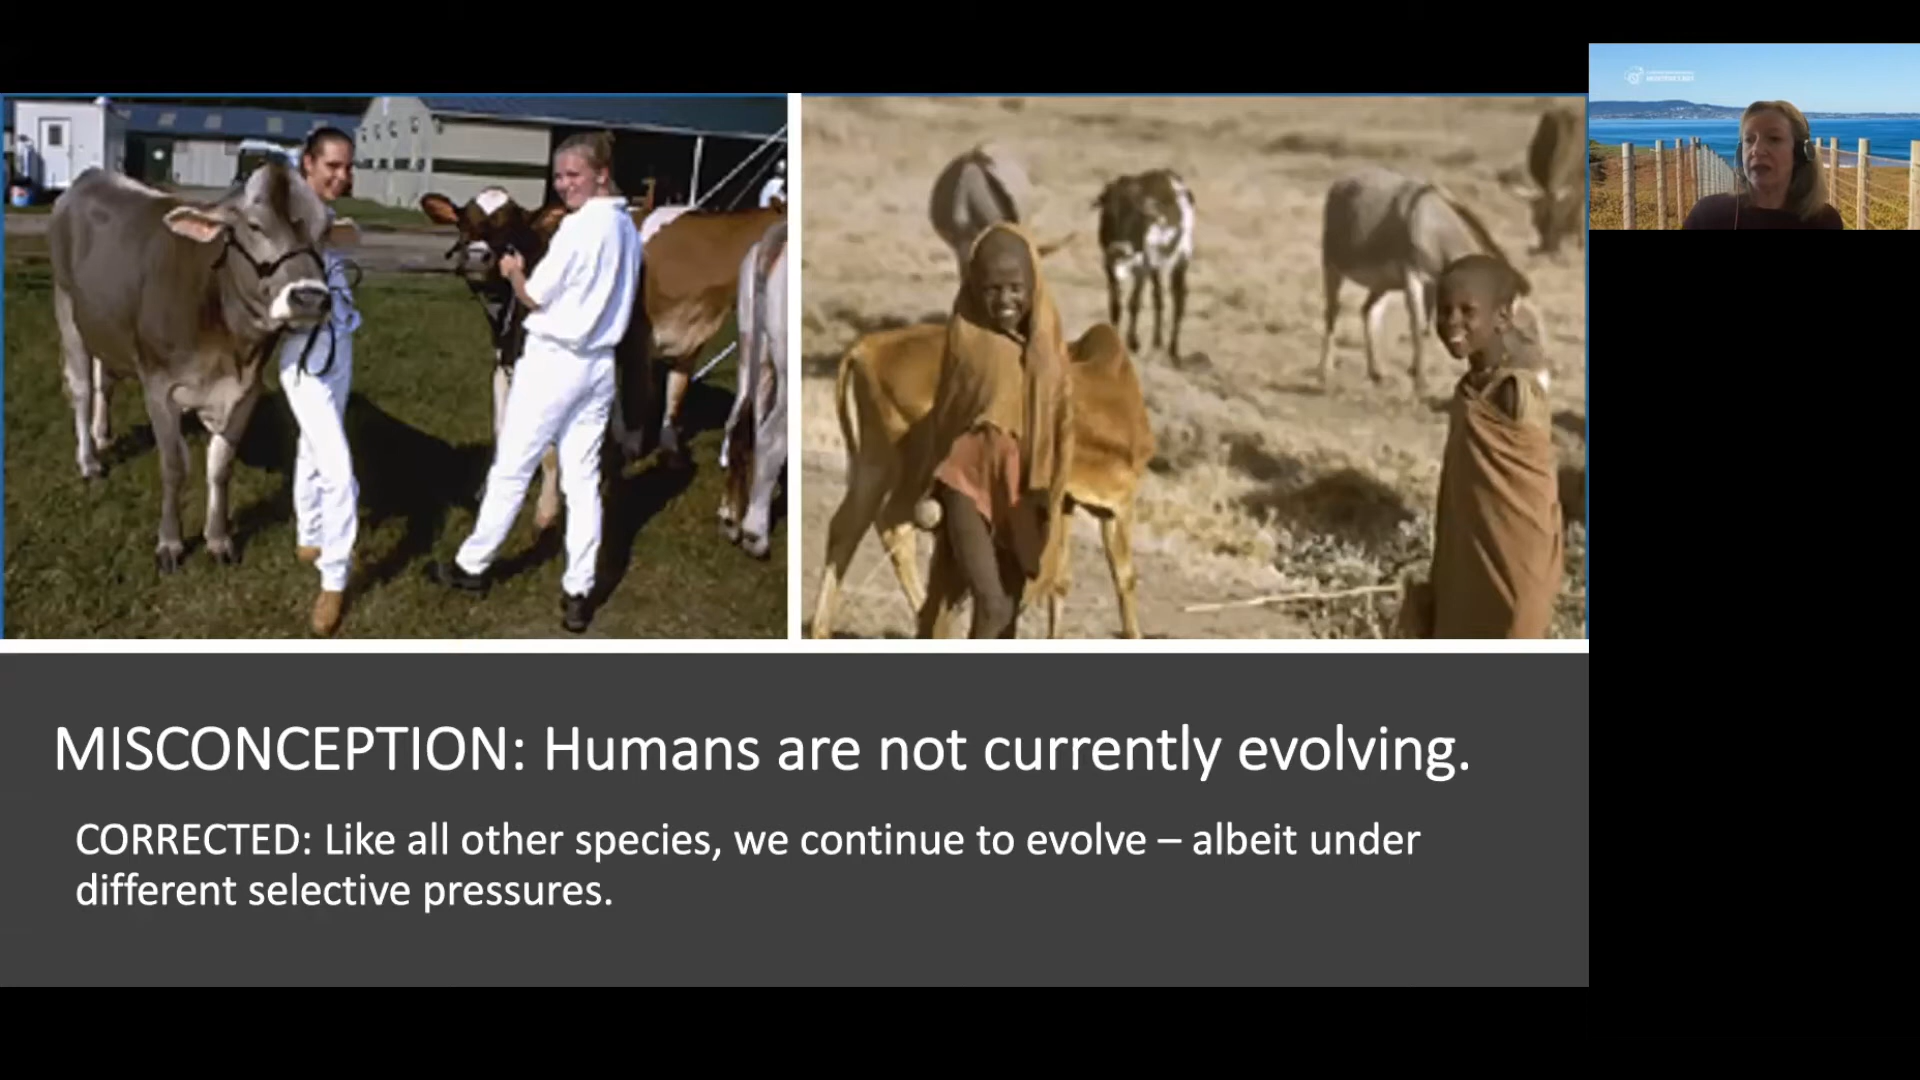 MISCONCEPTION: Humans are not currently evolving.
CORRECTED: Like all other species, we continue to evolve – albeit under
different selective pressures.